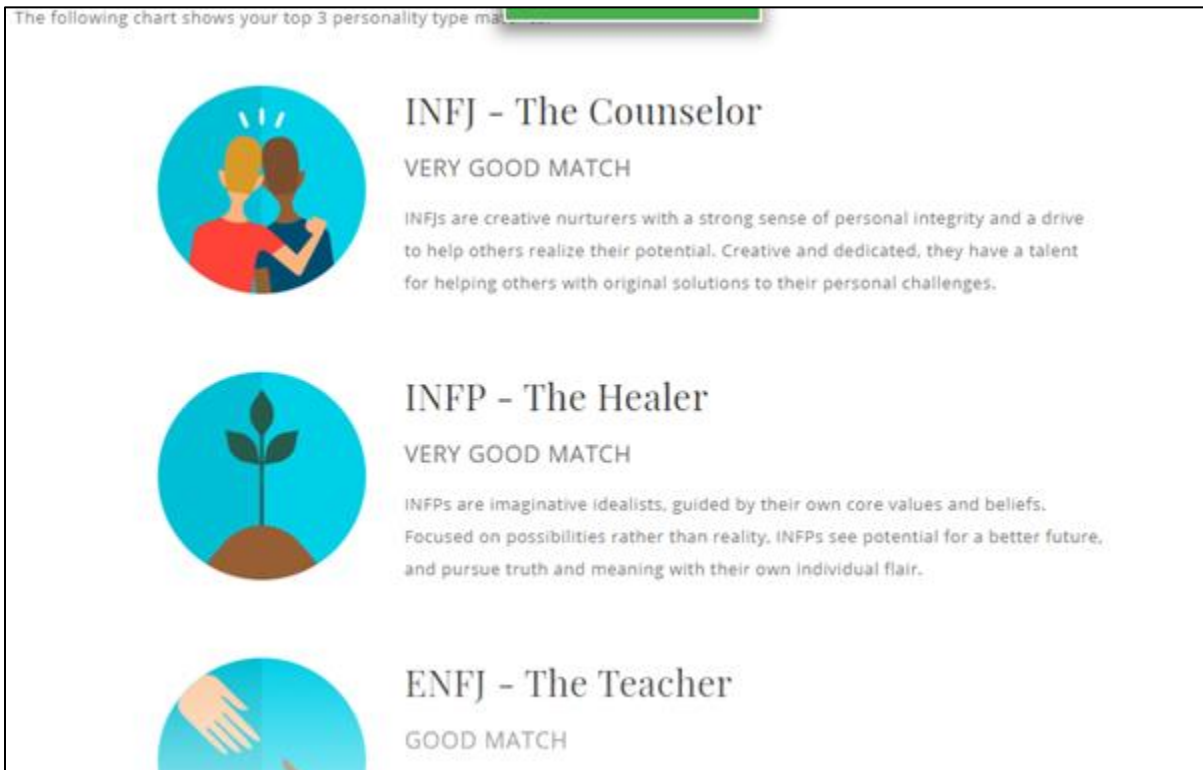 The following chart shows your top 3 personality type
INFJ - The Counselor
VERY GOOD MATCH
INFJs are creative nurturers with a strong sense of personal integrity and a drive
to help others realize their potential. Creative and dedicated, they have a talent
for helping others with original solutions to their personal challenges.
INFP - The Healer
VERY GOOD MATCH
INFPs are imaginative idealists, guided by their own core values and beliefs.
Focused on possibilities rather than reality, INFPs see potential for a better future,
and pursue truth and meaning with their own individual flair.
ENFJ - The Teacher
GOOD MATCH